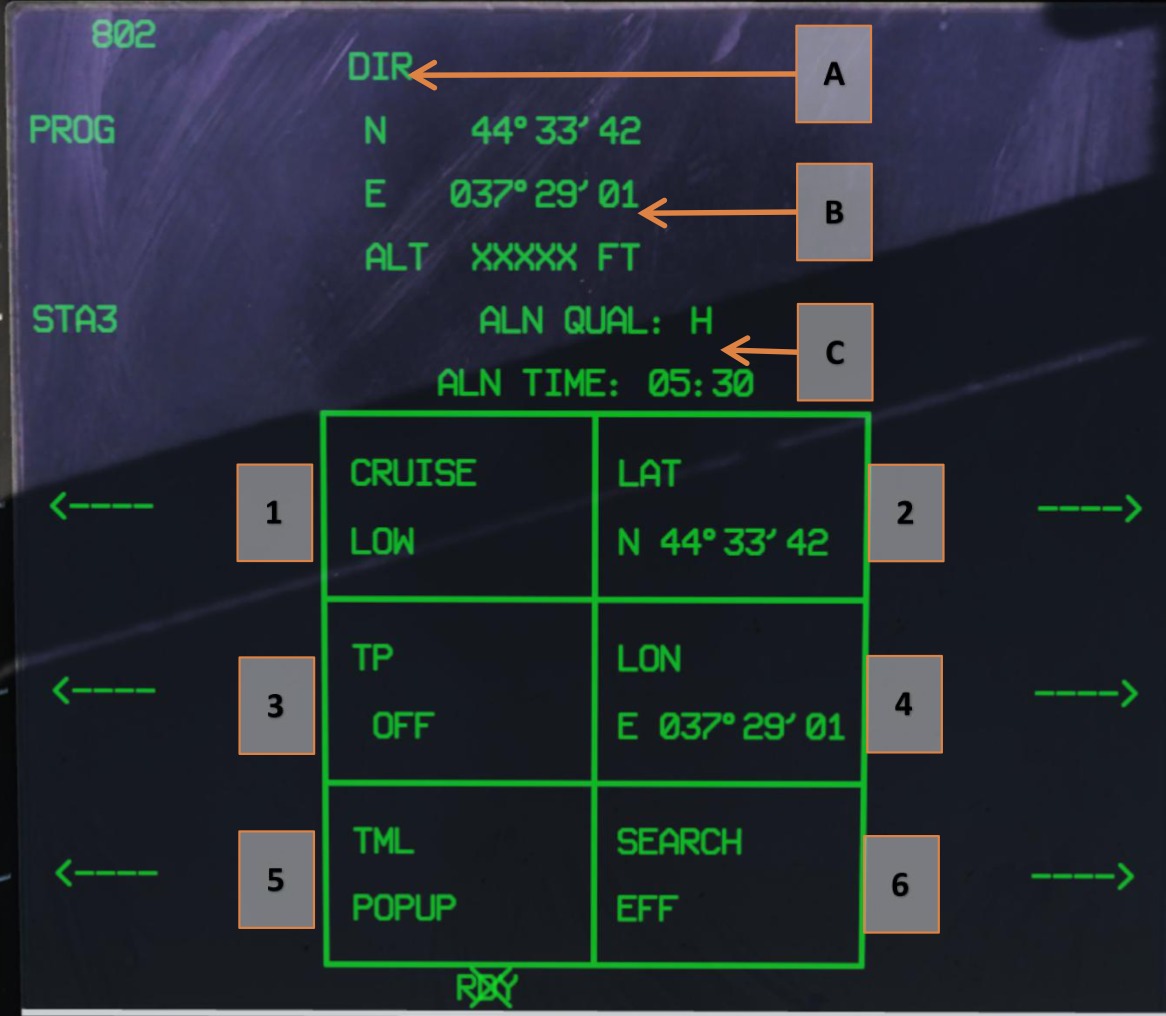 802
DIR
A
PROG
N 44° 33′ 42
E 037° 29′ 01
B
ALT XXXXX FT
STA3
ALN QUAL: H
C
ALN TIME: 05:30
1
CRUISE
LOW
LAT
N 44° 33′ 42
2
3
TP
OFF
LON
E 037° 29′ 01
4
5
TML
POPUP
SEARCH
EFF
6
RDY